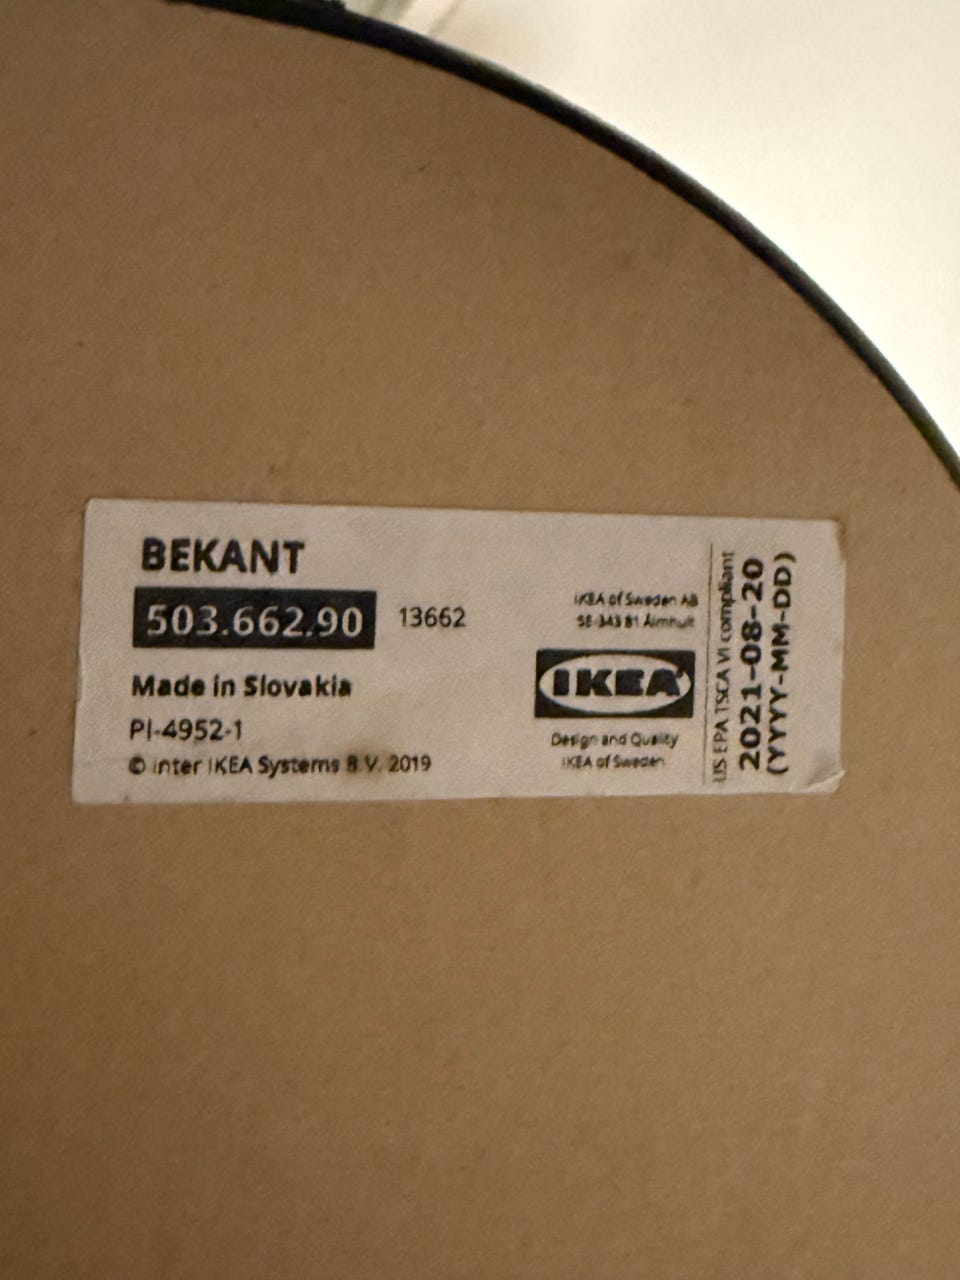 BEKANT
503.662.90 13662
Made in Slovakia
PI-4952-1
© Inter IKEA Systems B.V. 2019
IKEA of Sweden AB
SE-343 81 Älmhult
IKEA
Design and Quality
IKEA of Sweden
US EPA TSCA VI compliant
2021-08-20
(YYYY-MM-DD)